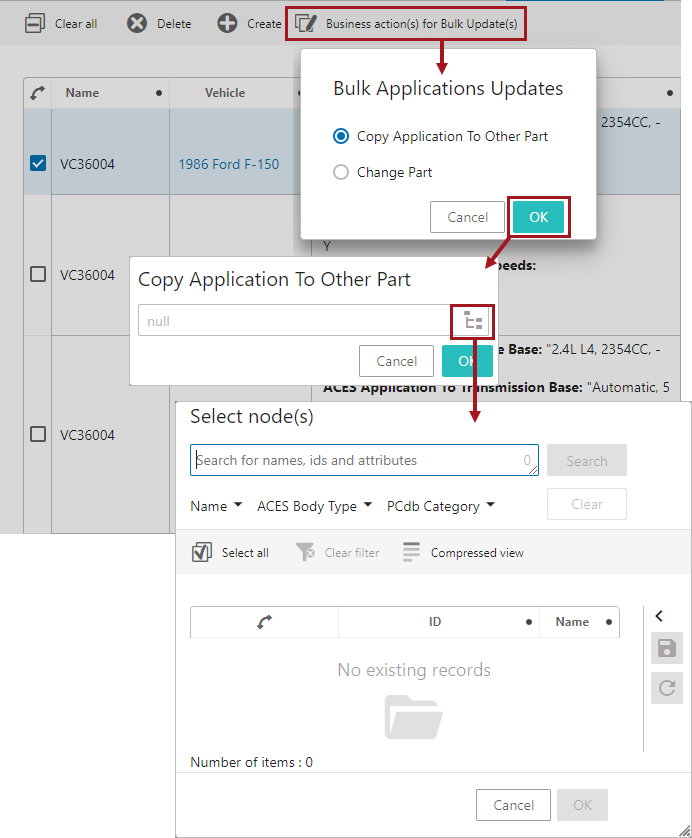 Clear all
Delete
Create
Business action(s) for Bulk Update(s)
Name
Vehicle
Bulk Applications Updates
2354CC, -
Copy Application To Other Part
VC36004
1986 Ford F-150
Change Part
Cancel
OK
Y
VC36004
Copy Application To Other Part
null
Cancel
OK
Base: "2.4L L4, 2354CC, -
ACES Application To Transmission Base: "Automatic, 5
VC36004
Select node(s)
Search for names, ids and attributes
0
Search
Name
ACES Body Type
PCdb Category
Clear
Select all
Clear filter
Compressed view
ID
Name
No existing records
Number of items : 0
Cancel
OK